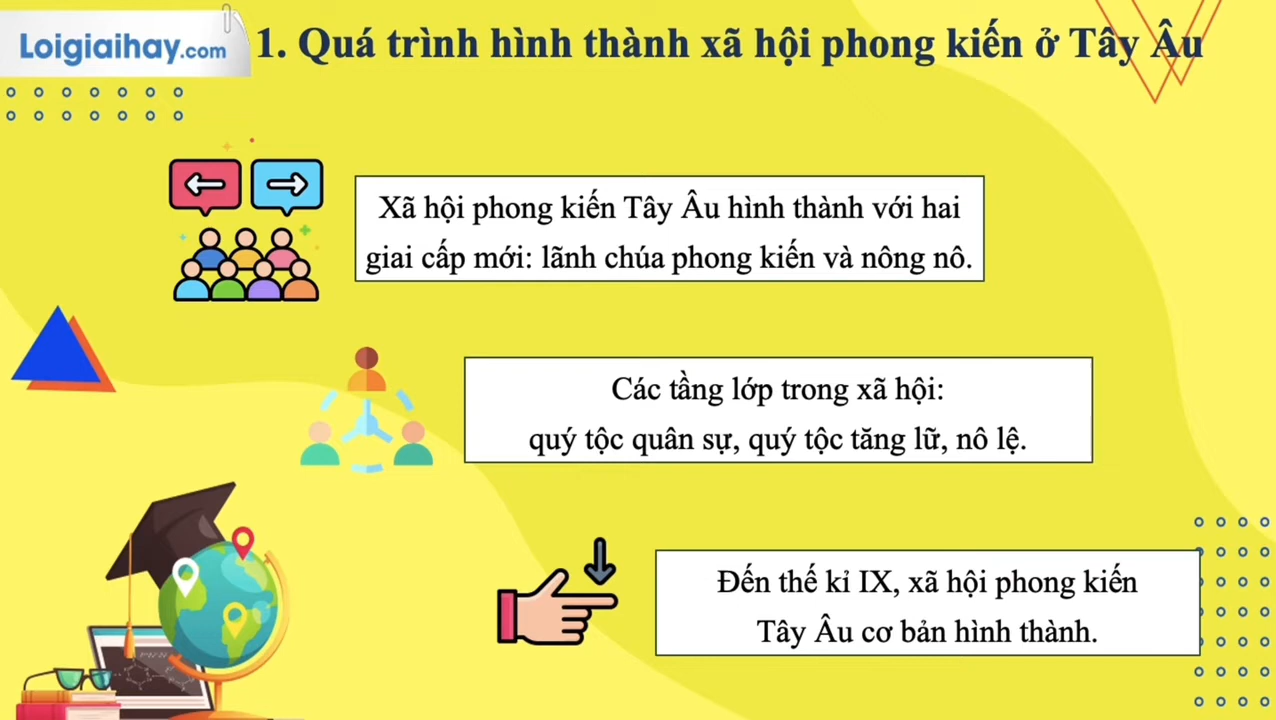 Loigiaihay.com
1. Quá trình hình thành xã hội phong kiến ở Tây Âu
Xã hội phong kiến Tây Âu hình thành với hai
giai cấp mới: lãnh chúa phong kiến và nông nô.
Các tầng lớp trong xã hội:
quý tộc quân sự, quý tộc tăng lữ, nô lệ.
Đến thế kỉ IX, xã hội phong kiến
Tây Âu cơ bản hình thành.